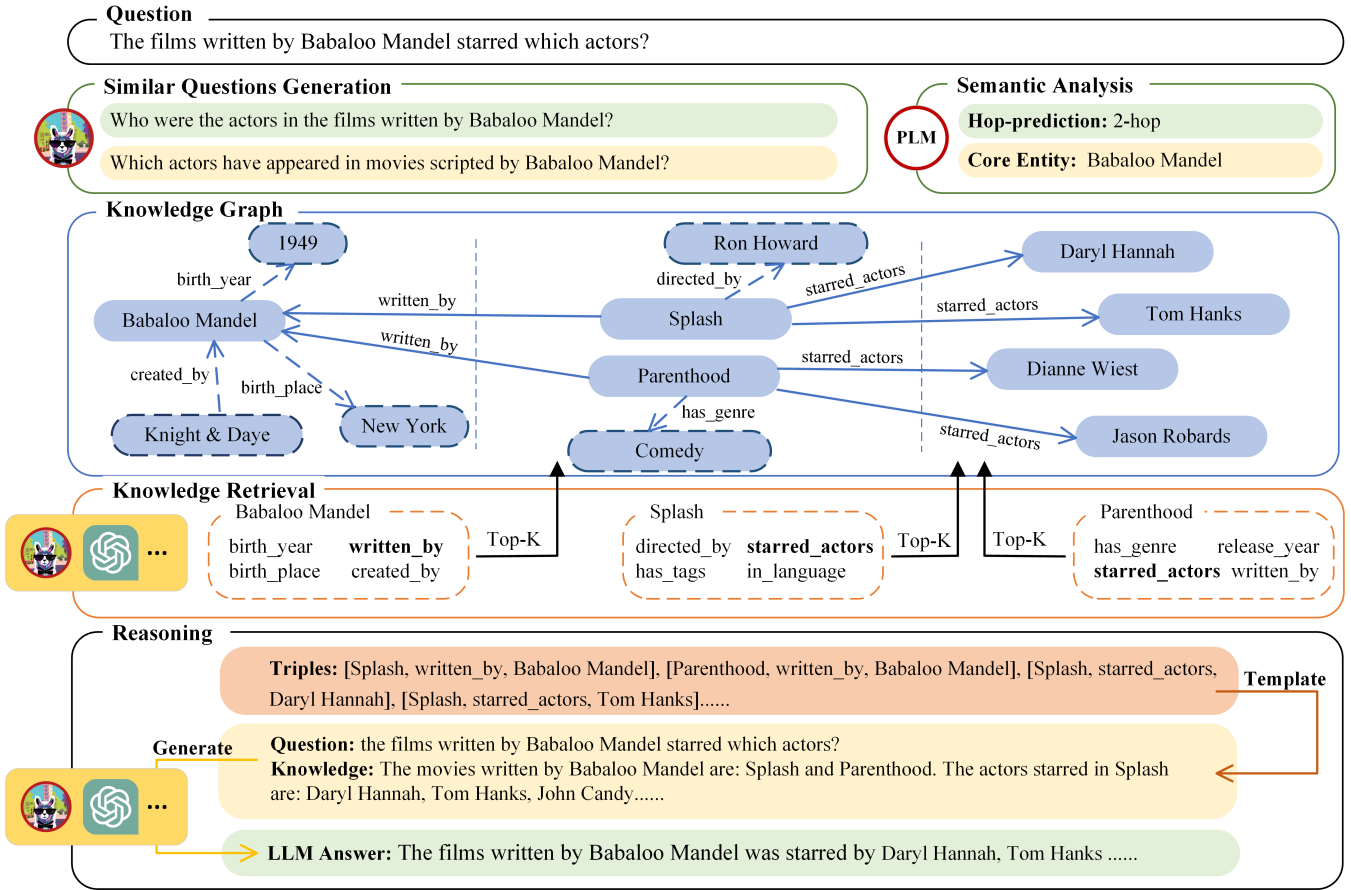 Question
The films written by Babaloo Mandel starred which actors?
Similar Questions Generation
Who were the actors in the films written by Babaloo Mandel?
Which actors have appeared in movies scripted by Babaloo Mandel?
Semantic Analysis
PLM
Hop-prediction: 2-hop
Core Entity: Babaloo Mandel
Knowledge Graph
1949
Ron Howard
Daryl Hannah
birth_year
directed_by
starred_actors
written_by
starred_actors
Babaloo Mandel
Splash
Tom Hanks
written_by
starred_actors
created_by
birth_place
Parenthood
Dianne Wiest
has_genre
Knight & Daye
New York
starred_actors
Jason Robards
Comedy
Knowledge Retrieval
Babaloo Mandel
birth_year written_by
birth_place created_by
Top-K
Splash
directed_by starred_actors
has_tags in_language
Top-K
Top-K
Parenthood
has_genre release_year
starred_actors written_by
...
Reasoning
Triples: [Splash, written_by, Babaloo Mandel], [Parenthood, written_by, Babaloo Mandel], [Splash, starred_actors,
Daryl Hannah], [Splash, starred_actors, Tom Hanks]......
Template
Generate
Question: the films written by Babaloo Mandel starred which actors?
Knowledge: The movies written by Babaloo Mandel are: Splash and Parenthood. The actors starred in Splash
are: Daryl Hannah, Tom Hanks, John Candy......
...
LLM Answer: The films written by Babaloo Mandel was starred by Daryl Hannah, Tom Hanks ......